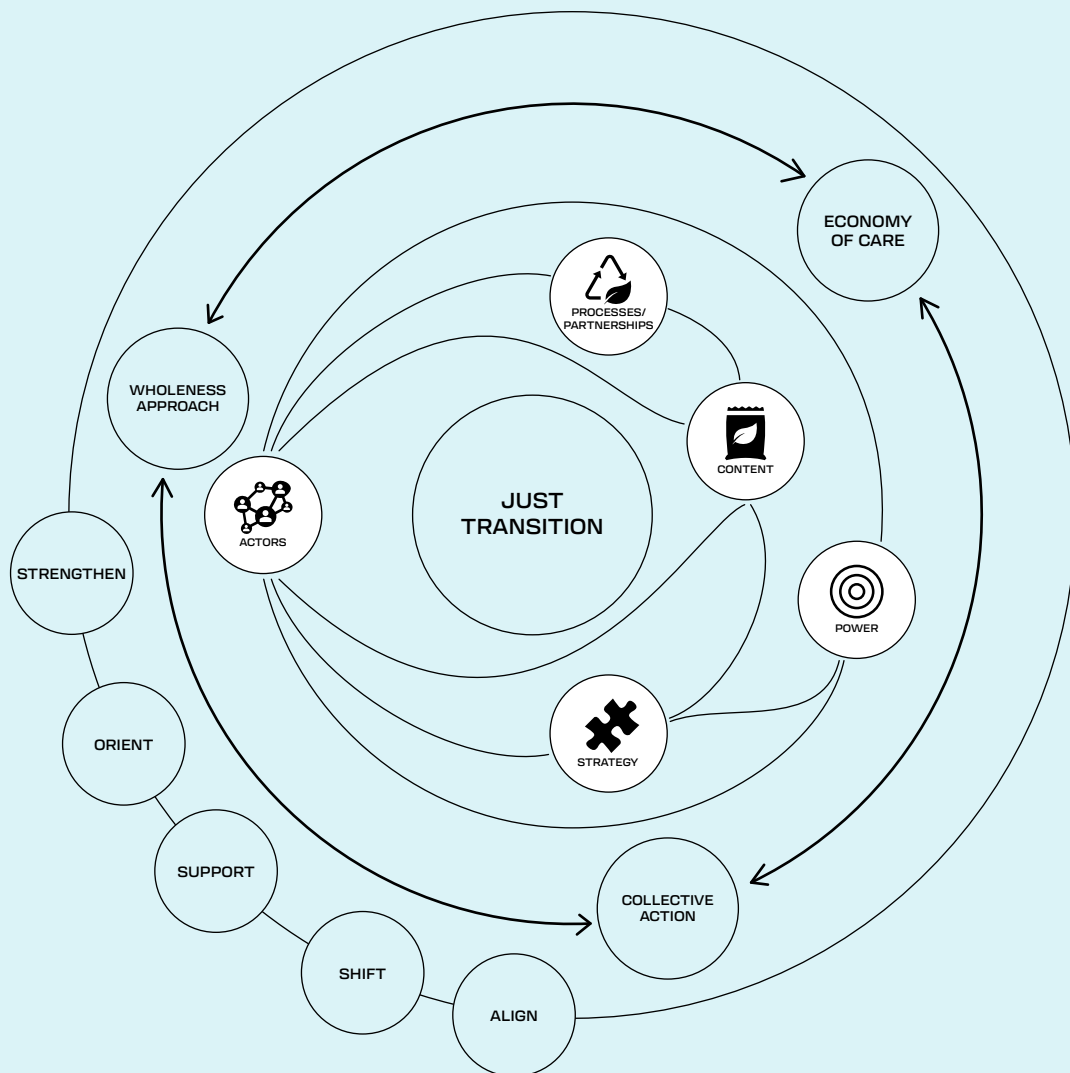 ECONOMY
OF CARE
PROCESSES/
PARTNERSHIPS
WHOLENESS
APPROACH
CONTENT
JUST
TRANSITION
ACTORS
STRENGTHEN
POWER
ORIENT
STRATEGY
SUPPORT
COLLECTIVE
ACTION
SHIFT
ALIGN